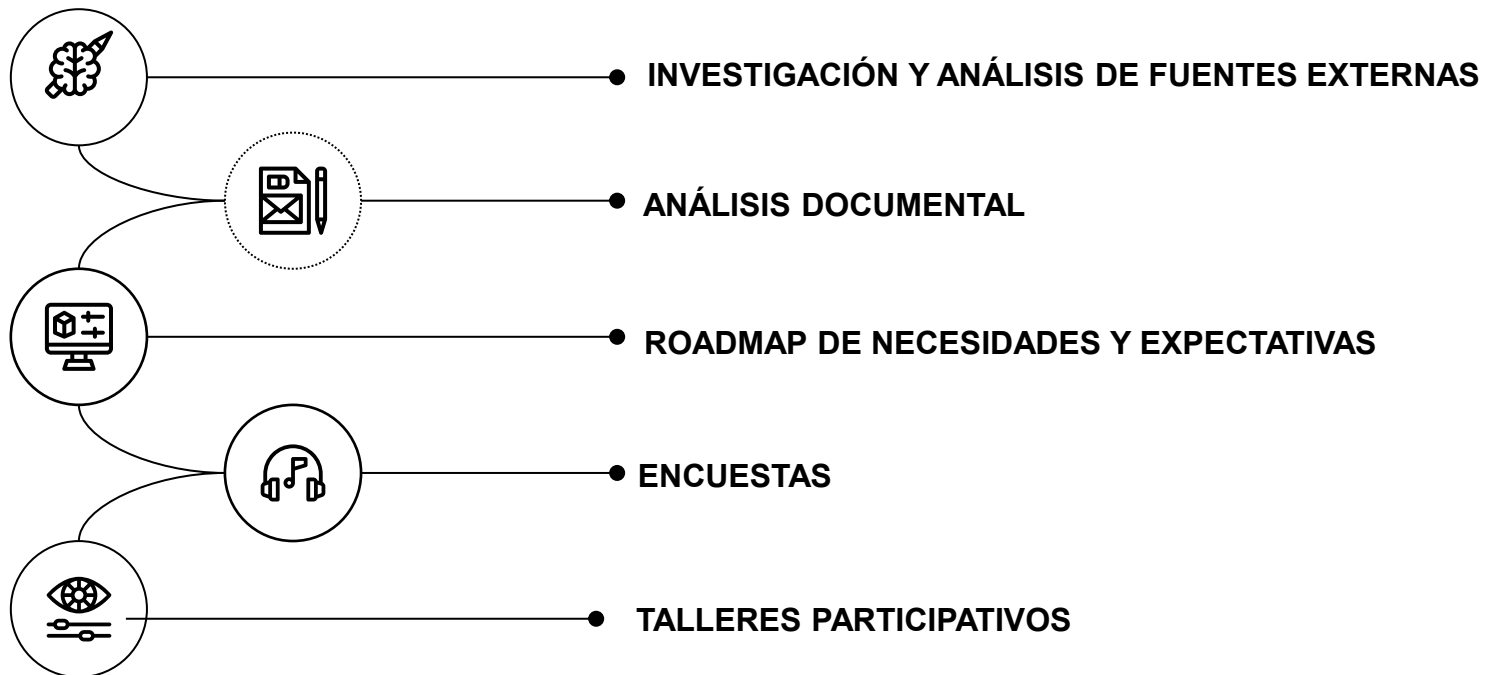 INVESTIGACIÓN Y ANÁLISIS DE FUENTES EXTERNAS
ANÁLISIS DOCUMENTAL
ROADMAP DE NECESIDADES Y EXPECTATIVAS
ENCUESTAS
TALLERES PARTICIPATIVOS